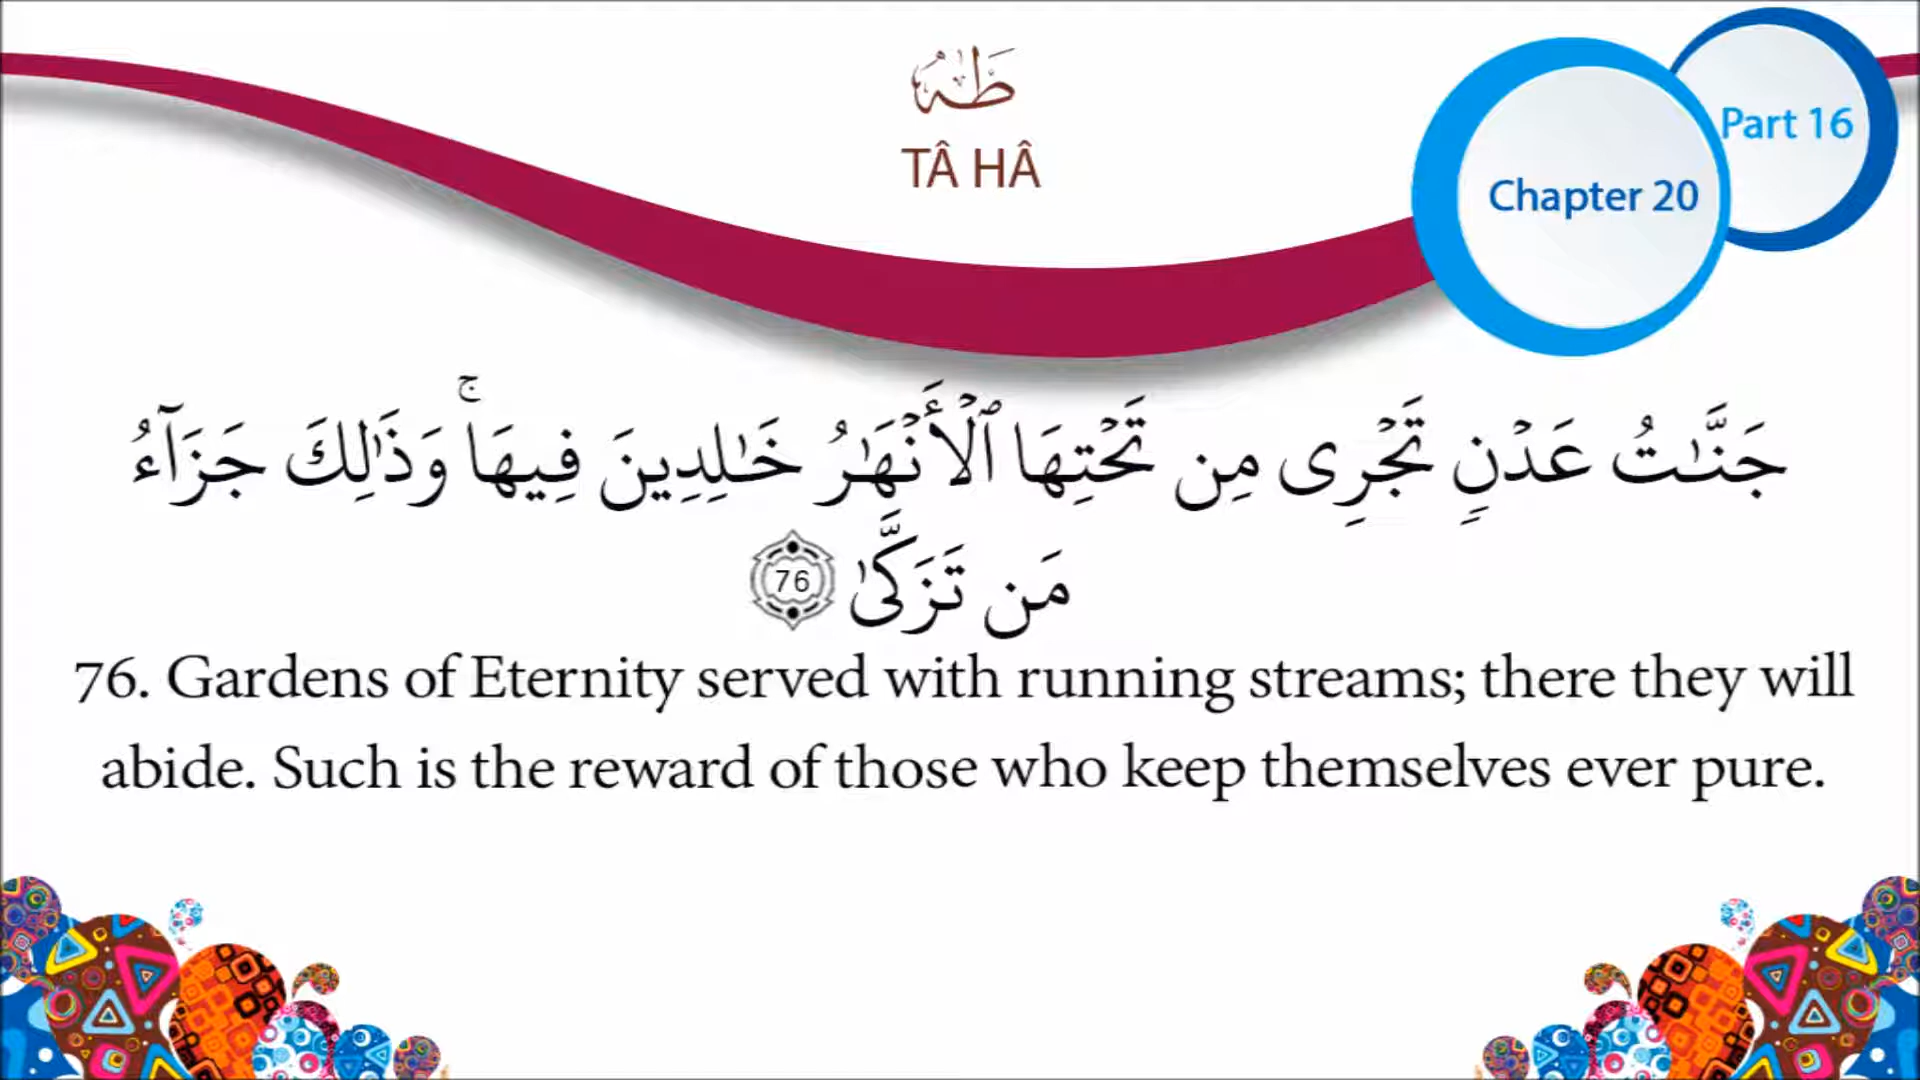 طه
TÂ HÂ
Part 16
Chapter 20
جَنَّـٰتُ عَدۡنٍ تَجۡرِى مِن تَحۡتِهَا ٱلۡأَنۡهَـٰرُ خَـٰلِدِينَ فِيهَاۚ وَذَٰلِكَ جَزَآءُ
مَن تَزَكَّىٰ 76
76. Gardens of Eternity served with running streams; there they will
abide. Such is the reward of those who keep themselves ever pure.